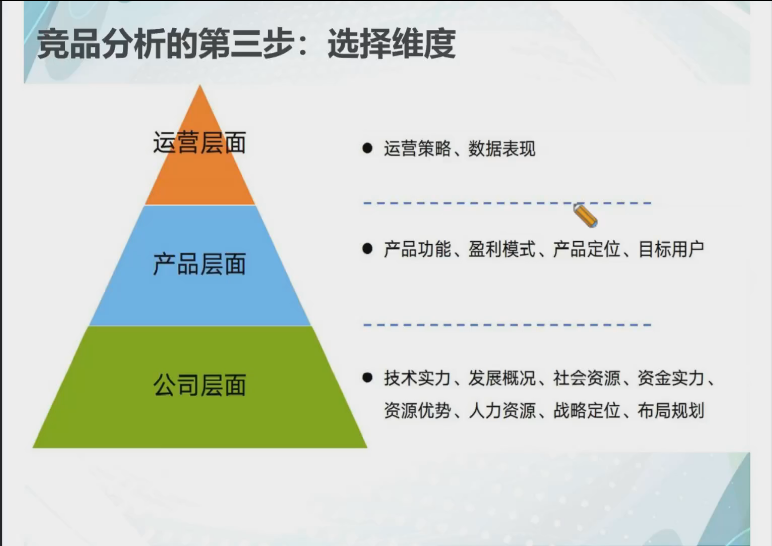 竞品分析的第三步：选择维度
运营层面
● 运营策略、数据表现
产品层面
● 产品功能、盈利模式、产品定位、目标用户
公司层面
● 技术实力、发展概况、社会资源、资金实力、
资源优势、人力资源、战略定位、布局规划